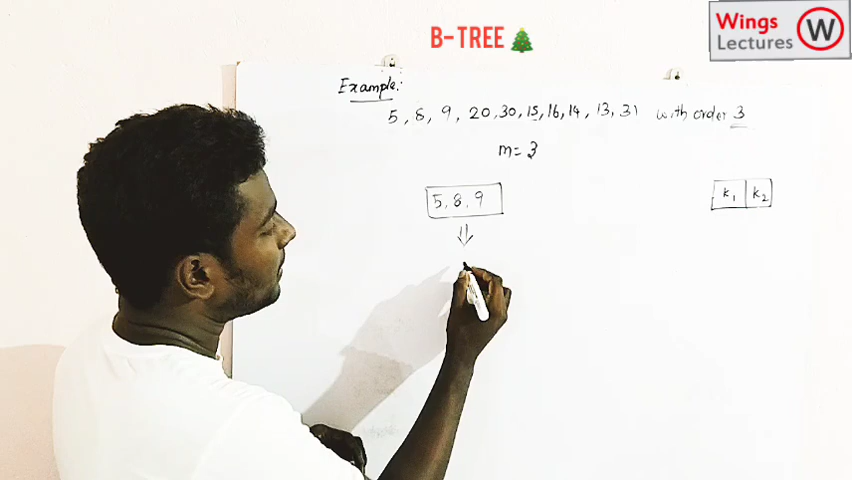 B-TREE
Wings
Lectures W
Example:
5, 8, 9, 20, 30, 15, 16, 14, 13, 31 with order 3
m = 3
5, 8, 9
k1 k2